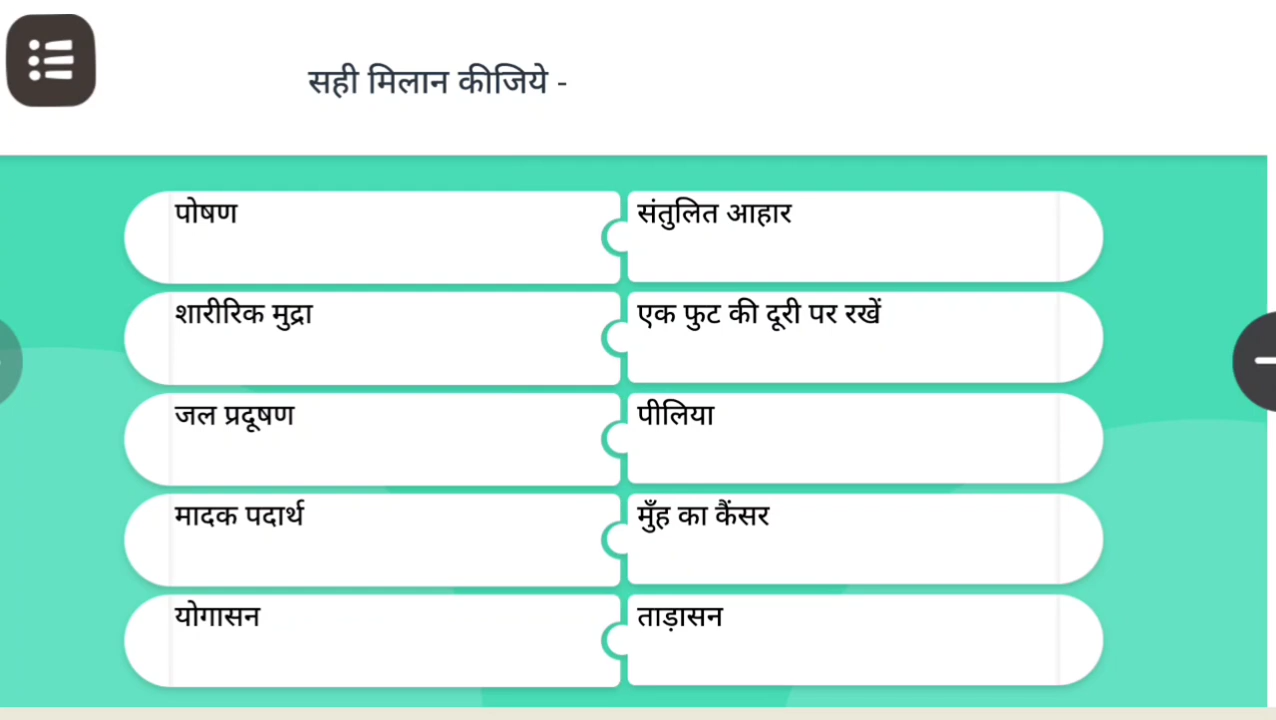 सही मिलान कीजिये -
पोषण
संतुलित आहार
शारीरिक मुद्रा
एक फुट की दूरी पर रखें
जल प्रदूषण
पीलिया
मादक पदार्थ
मुँह का कैंसर
योगासन
ताड़ासन